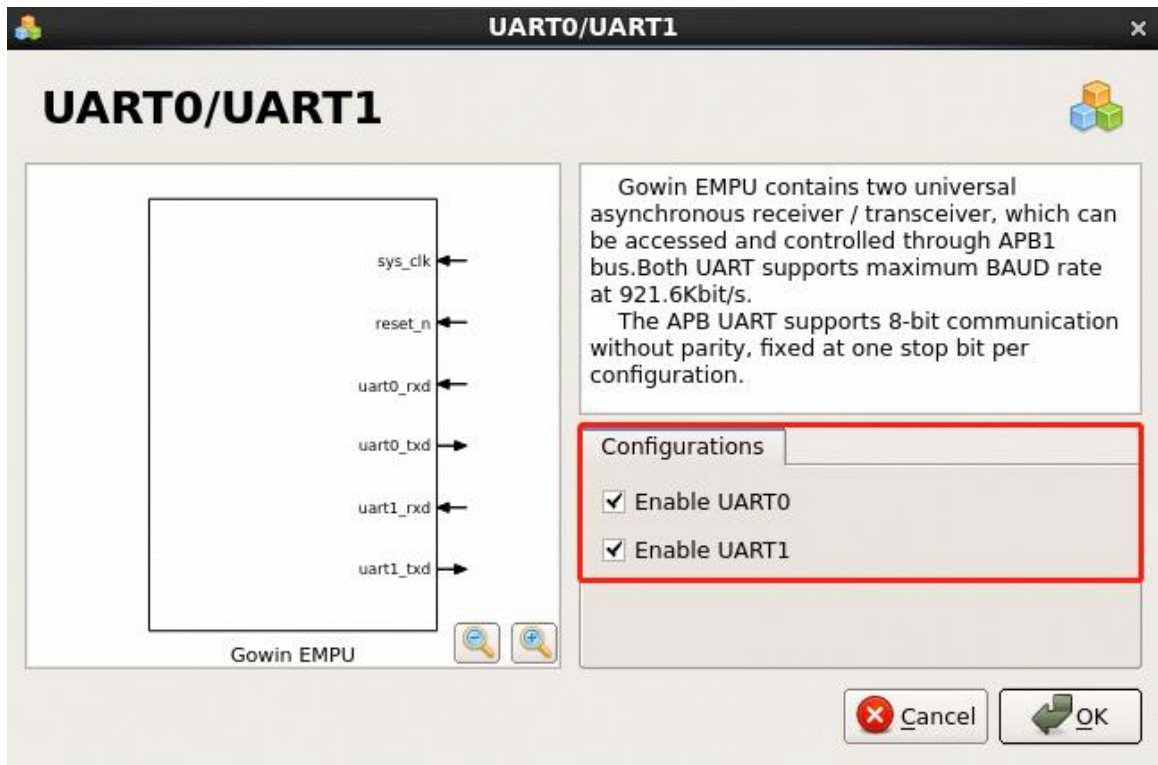 UART0/UART1
UART0/UART1
sys_clk
reset_n
uart0_rxd
uart0_txd
uart1_rxd
uart1_txd
Gowin EMPU
Gowin EMPU contains two universal
asynchronous receiver / transceiver, which can
be accessed and controlled through APB1
bus.Both UART supports maximum BAUD rate
at 921.6Kbit/s.
The APB UART supports 8-bit communication
without parity, fixed at one stop bit per
configuration.
Configurations
Enable UART0
Enable UART1
Cancel
OK